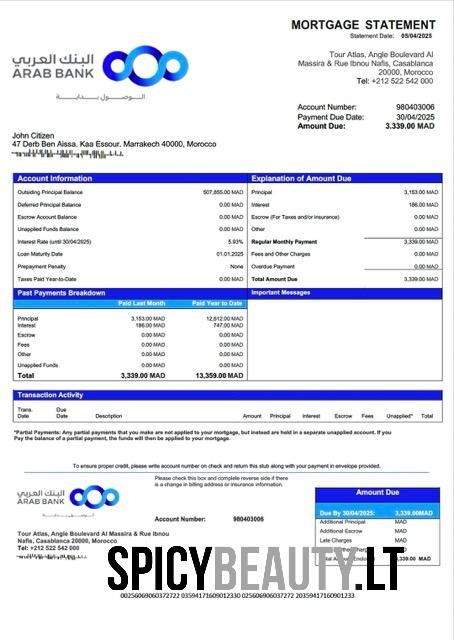 MORTGAGE STATEMENT
Statement Date: 05/04/2025
البنك العربي
ARAB BANK
الـوصـول بـدايــة
Tour Atlas, Angle Boulevard Al
Massira & Rue Ibnou Nafis, Casablanca
20000, Morocco
Tel: +212 522 542 000
Account Number: 980403006
Payment Due Date: 30/04/2025
Amount Due: 3.339.00 MAD
John Citizen
47 Derb Ben Aissa. Kaa Essour, Marrakech 40000, Morocco
Account Information
Outsiding Principal Balance 507,855.00 MAD
Deferred Principal Balance 0.00 MAD
Escrow Account Balance 0.00 MAD
Unapplied Funds Balance 0.00 MAD
Interest Rate (until 30/04/2025) 5.93%
Loan Maturity Date 01.01.2025
Prepayment Penalty None
Taxes Paid Year-to-Date 0.00 MAD
Explanation of Amount Due
Principal 3,153.00 MAD
Interest 186.00 MAD
Escrow (For Taxes and/or Insurance) 0.00 MAD
Other 0.00 MAD
Regular Monthly Payment 3,339.00 MAD
Fees and Other Charges 0.00 MAD
Overdue Payment 0.00 MAD
Total Amount Due 3,339.00 MAD
Past Payments Breakdown
Paid Last Month Paid Year to Date
Principal 3,153.00 MAD 12,612.00 MAD
Interest 186.00 MAD 747.00 MAD
Escrow 0.00 MAD 0.00 MAD
Fees 0.00 MAD 0.00 MAD
Other 0.00 MAD 0.00 MAD
Unapplied Funds 0.00 MAD 0.00 MAD
Total 3,339.00 MAD 13,359.00 MAD
Important Messages
Transaction Activity
Trans. Date Due Date Description Amount Principal Interest Escrow Fees Unapplied* Total
*Partial Payments: Any partial payments that you make are not applied to your mortgage, but instead are held in a separate unapplied account. If you
Pay the balance of a partial payment, the funds will then be applied to your mortgage.
To ensure proper credit, please write account number on check and return this stub along with your payment in envelope provided.
البنك العربي
ARAB BANK
Please check this box and complete reverse side if there
is a change in billing address or insurance information.
Account Number: 980403006
Tour Atlas, Angle Boulevard Al Massira & Rue Ibnou
Nafis, Casablanca 20000, Morocco
Tel: +212 522 542 000
Amount Due
Due By 30/04/2025: 3,339.00MAD
Additional Principal MAD
Additional Escrow MAD
Late Charges MAD
MAD
3,339.00 MAD
SPICYBEAUTY.LT